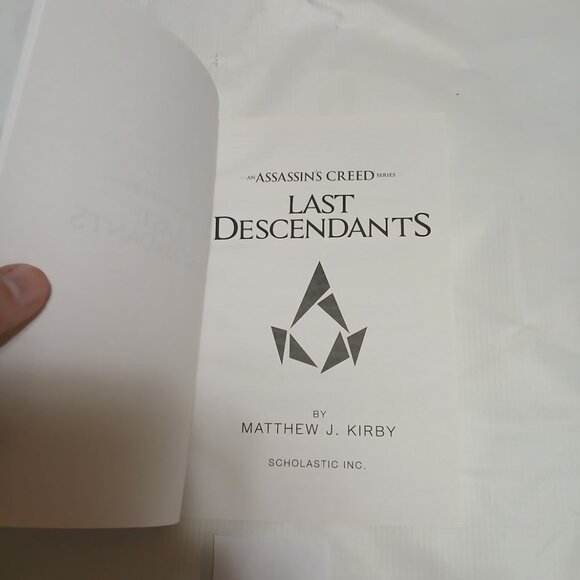 AN ASSASSIN'S CREED SERIES
LAST
DESCENDANTS
BY
MATTHEW J. KIRBY
SCHOLASTIC INC.